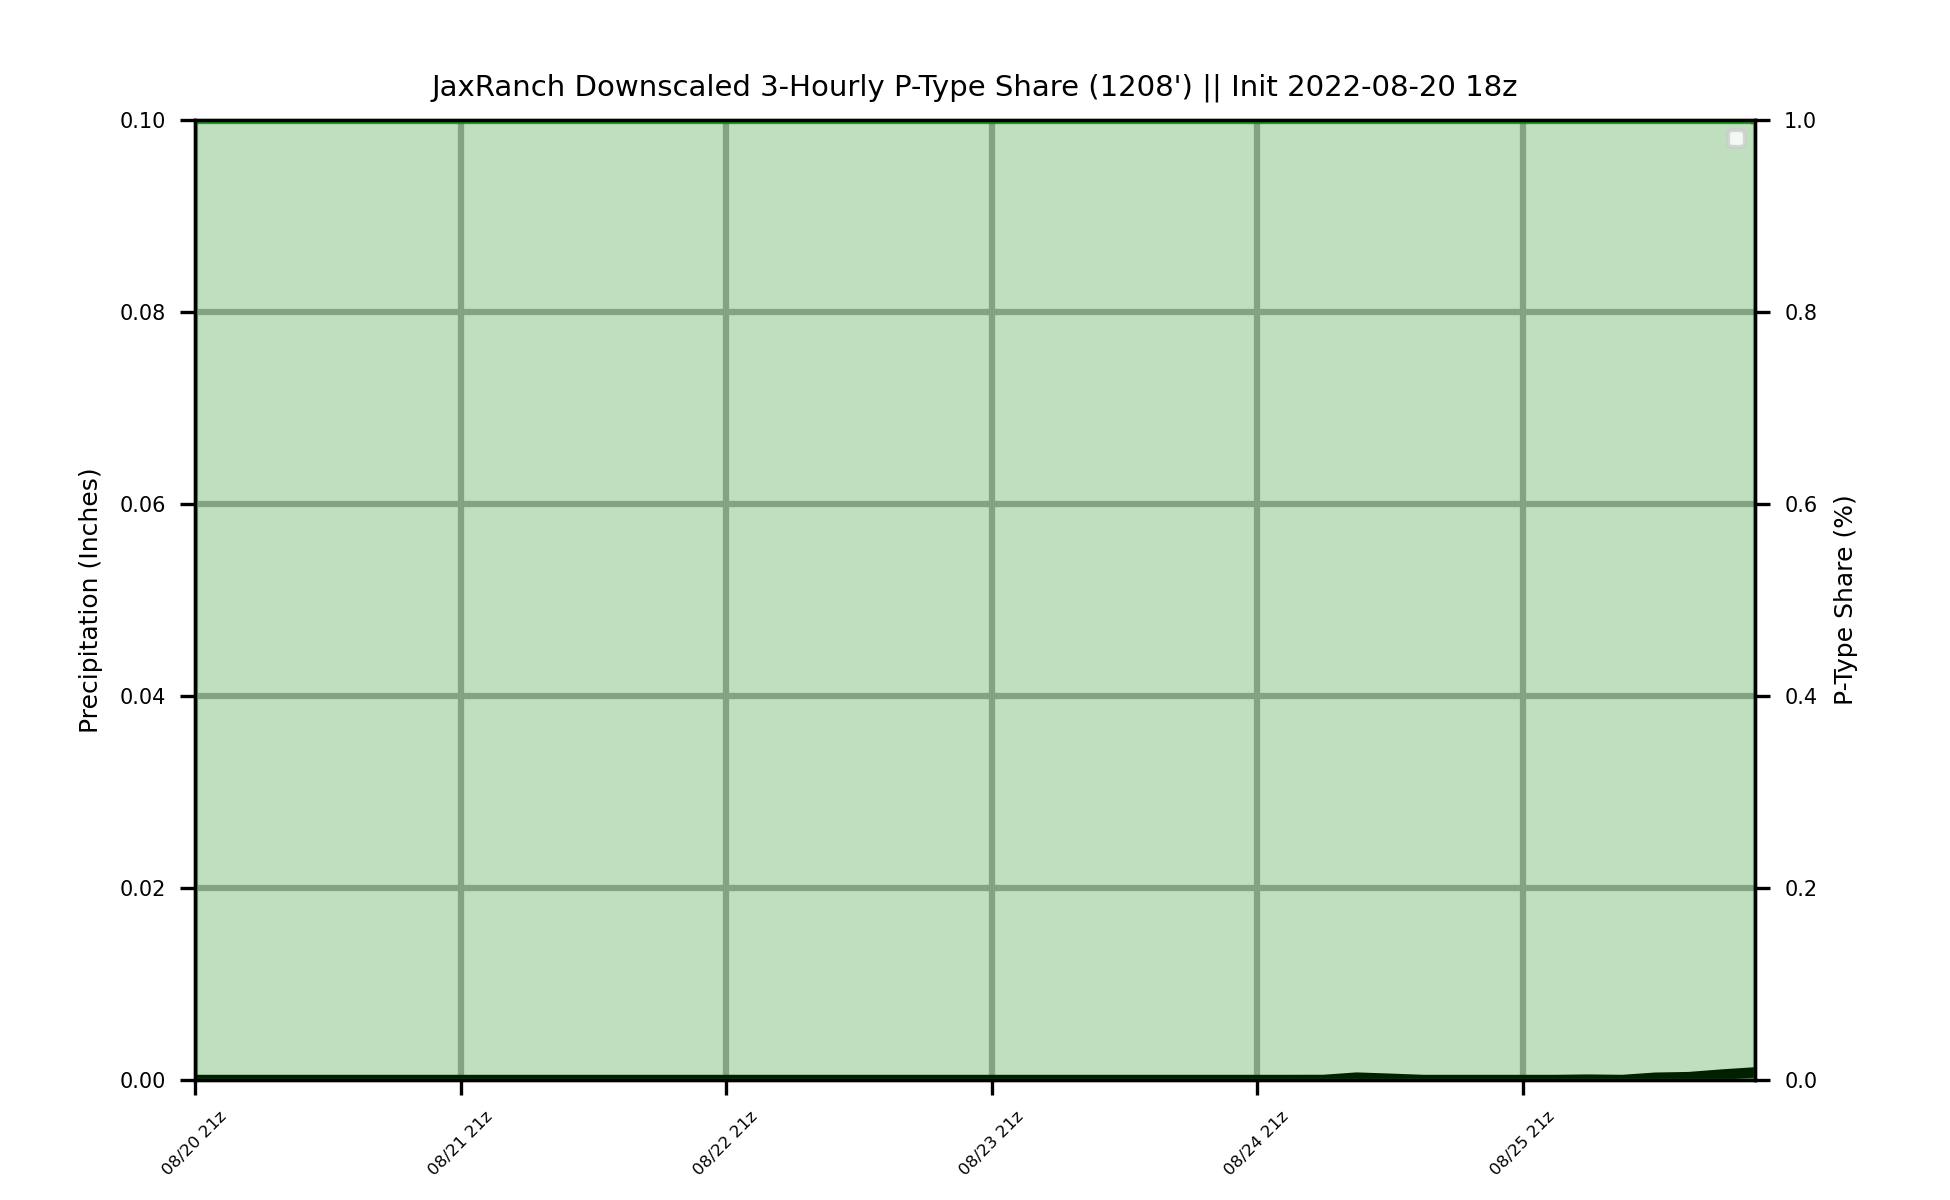 JaxRanch Downscaled 3-Hourly P-Type Share (1208') || Init 2022-08-20 18z
Precipitation (Inches)
0.10
0.08
0.06
0.04
0.02
0.00
1.0
0.8
0.6
0.4
0.2
0.0
P-Type Share (%)
08/20 21z
08/21 21z
08/22 21z
08/23 21z
08/24 21z
08/25 21z